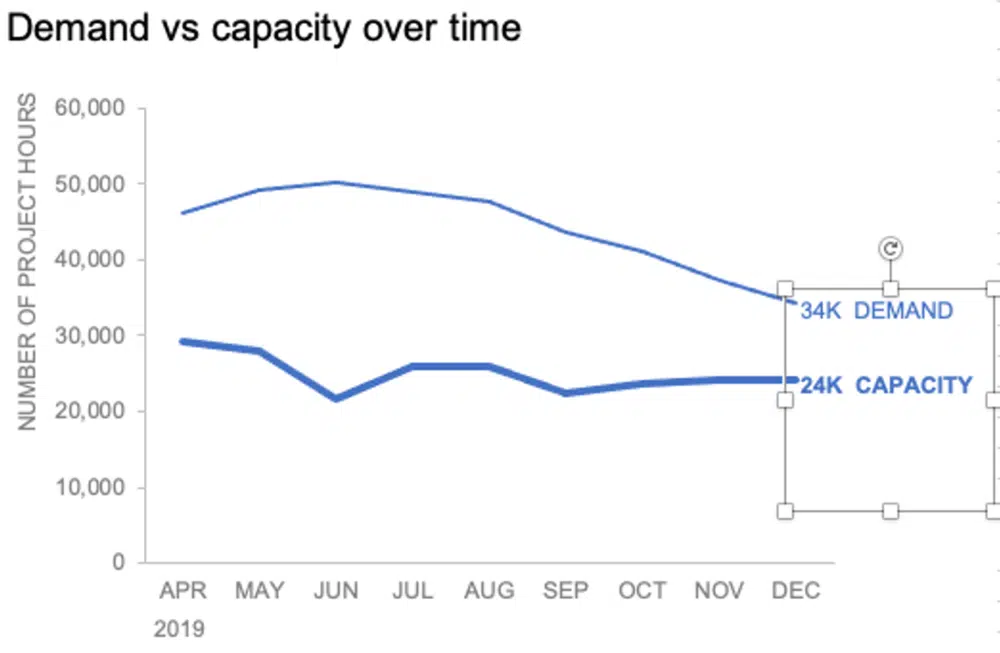 Demand vs capacity over time
NUMBER OF PROJECT HOURS
60,000
50,000
40,000
30,000
20,000
10,000
0
34K DEMAND
24K CAPACITY
APR MAY JUN JUL AUG SEP OCT NOV DEC
2019